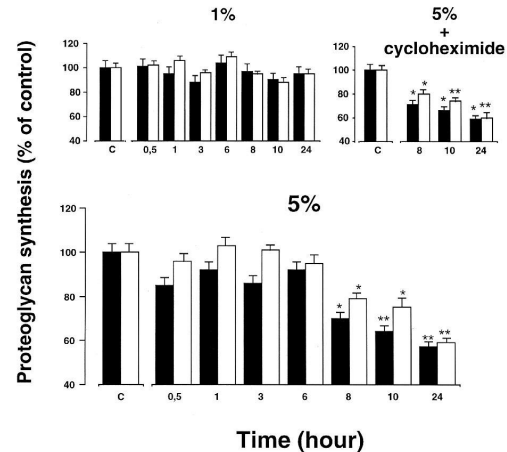 1%
5%
+
cycloheximide
Proteoglycan synthesis (% of control)
120
100
80
60
40
C 0,5 1 3 6 8 10 24
120
100
80
60
40
* * * ** * **
C 8 10 24
5%
120
100
80
60
40
* * ** * ** **
C 0,5 1 3 6 8 10 24
Time (hour)